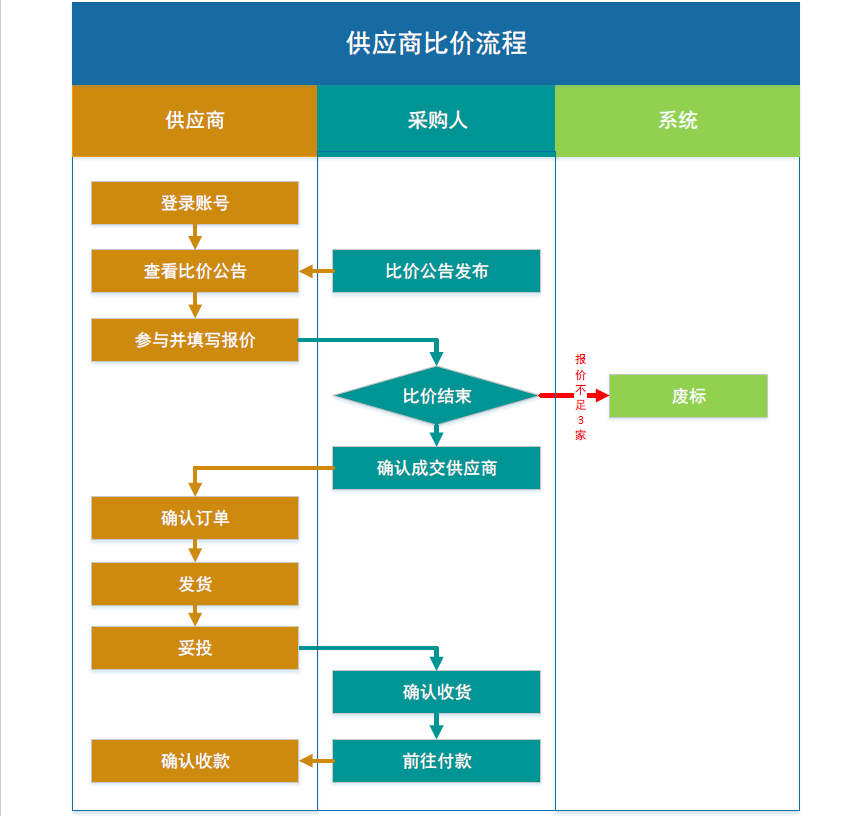 供应商比价流程
供应商
采购人
系统
登录账号
查看比价公告
比价公告发布
参与并填写报价
比价结束
报价不足3家
废标
确认成交供应商
确认订单
发货
妥投
确认收货
确认收款
前往付款